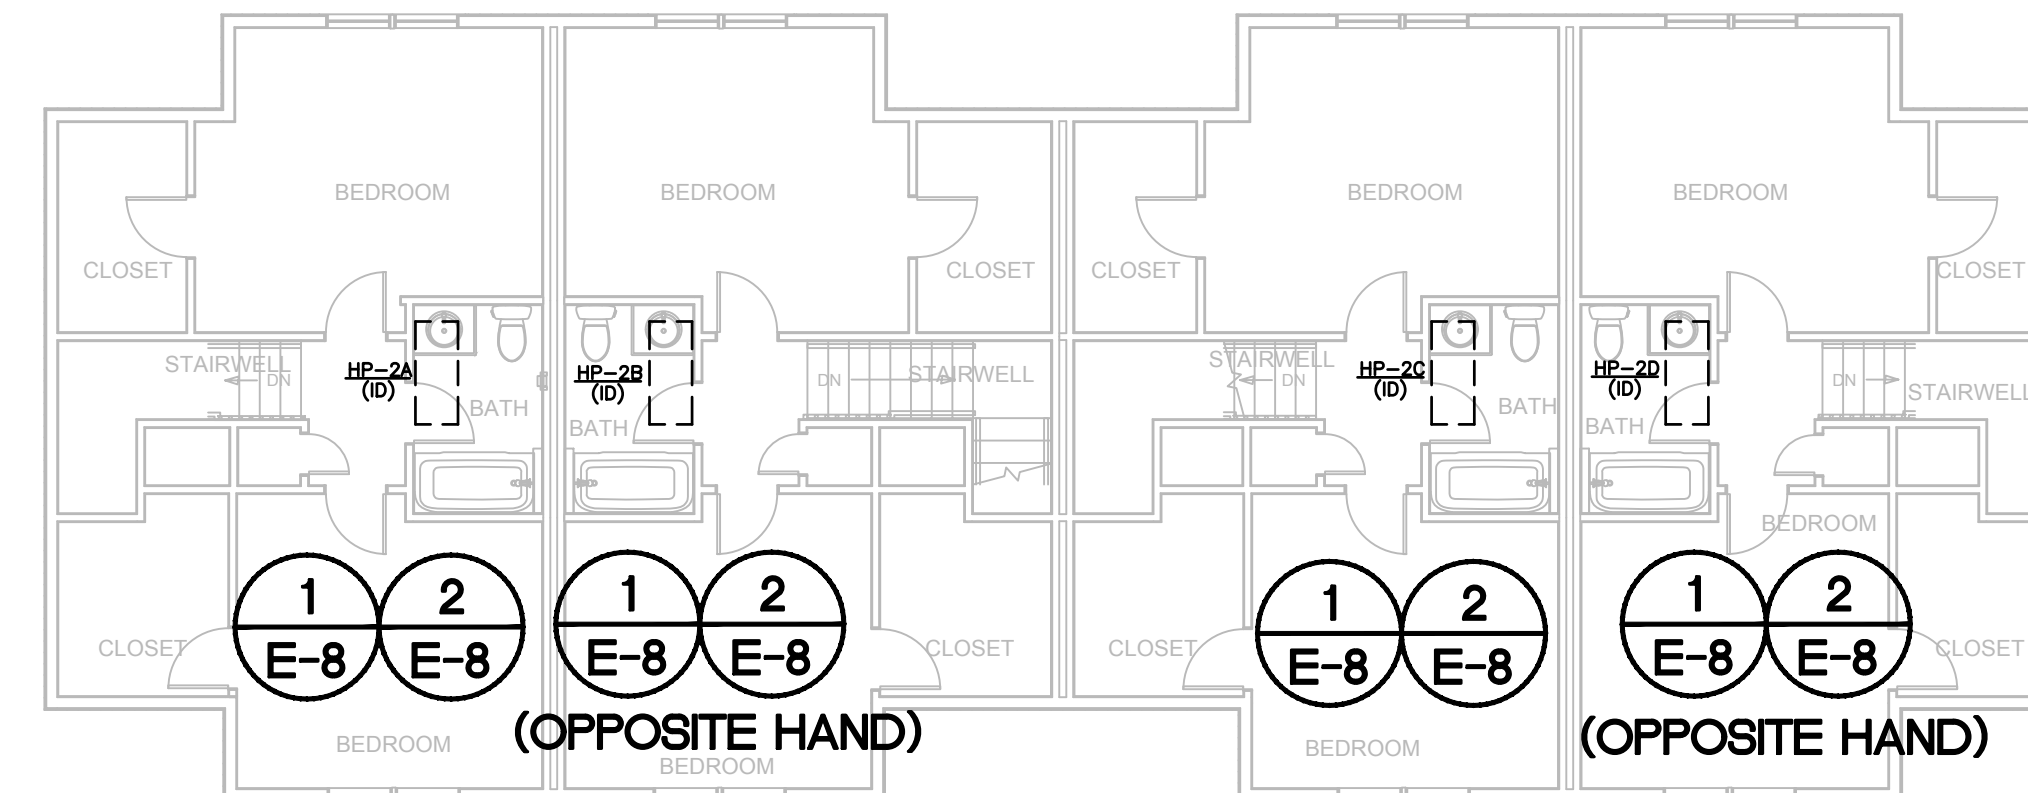 BEDROOM
BEDROOM
BEDROOM
BEDROOM
CLOSET
CLOSET
CLOSET
CLOSET
STAIRWELL
DN
HP-2A
(ID)
BATH
HP-2B
(ID)
BATH
DN
STAIRWELL
STAIRWELL
DN
HP-2C
(ID)
BATH
HP-2D
(ID)
BATH
DN
STAIRWELL
BEDROOM
1
E-8
2
E-8
1
E-8
2
E-8
1
E-8
2
E-8
1
E-8
2
E-8
CLOSET
CLOSET
CLOSET
CLOSET
(OPPOSITE HAND)
(OPPOSITE HAND)
BEDROOM
BEDROOM
BEDROOM